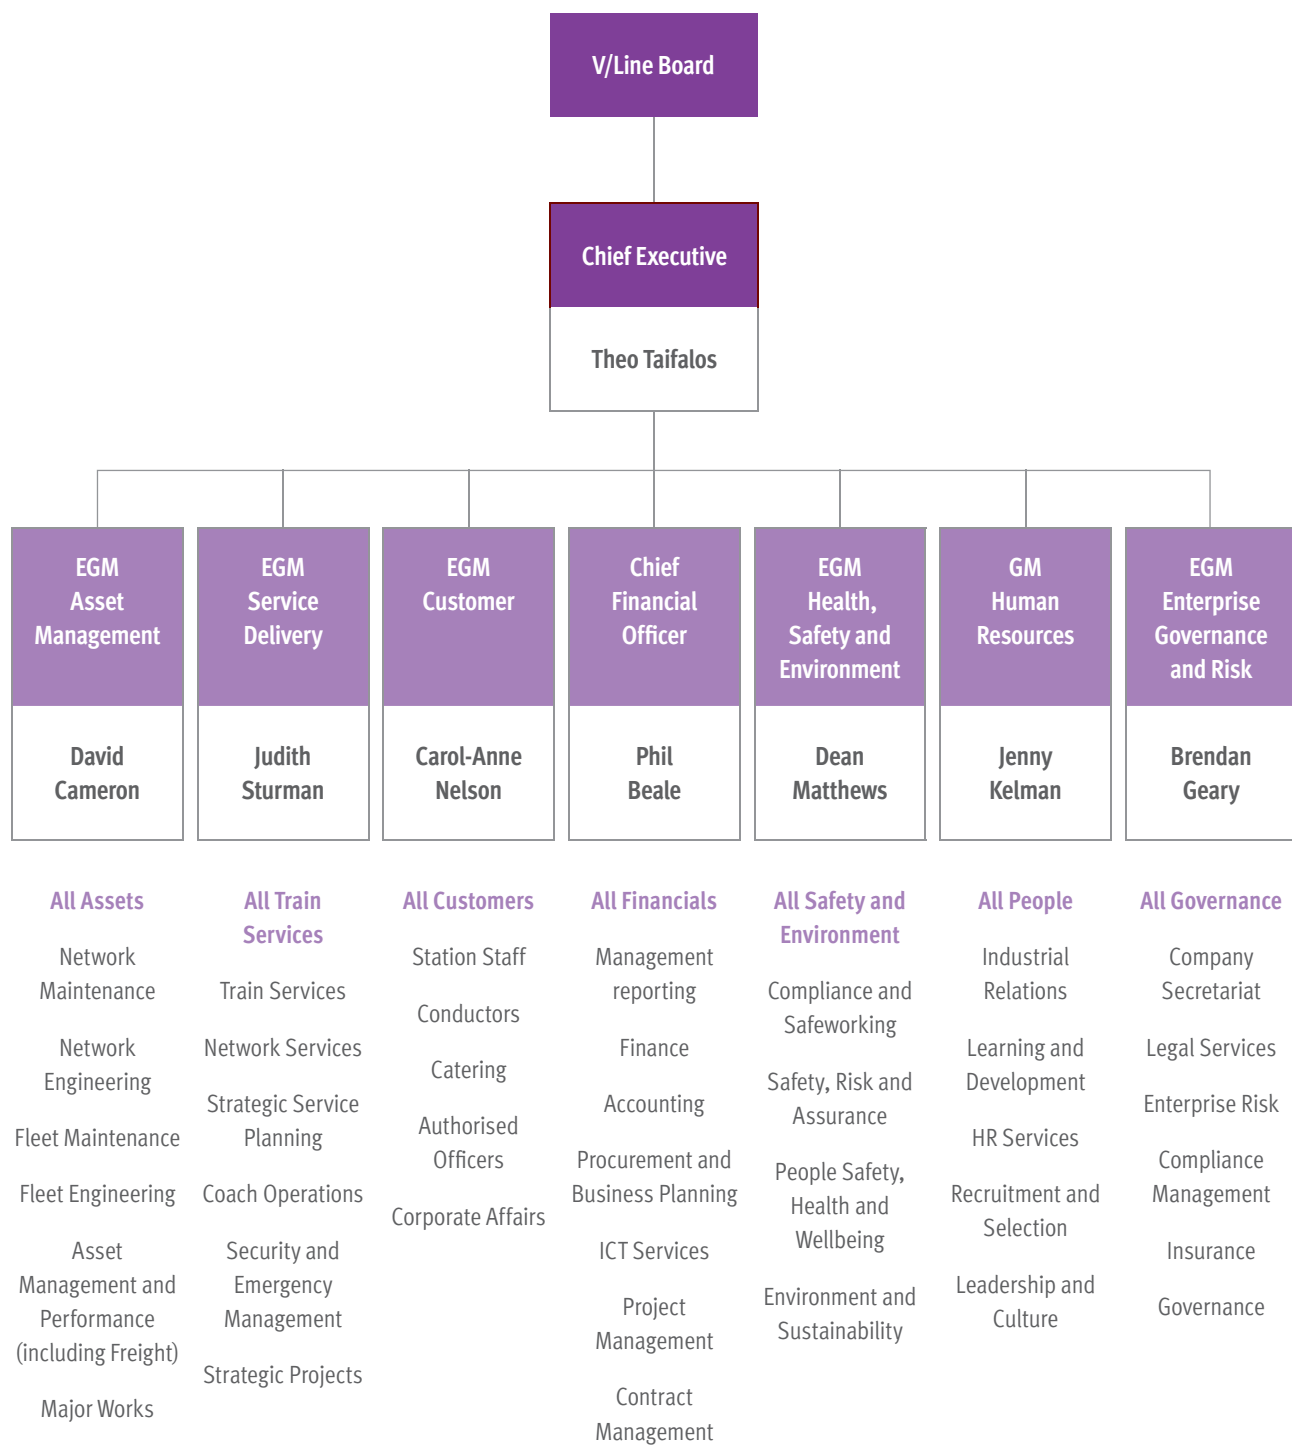 V/Line Board
Chief Executive
Theo Taifalos
EGM
Asset
Management
David
Cameron
All Assets
Network
Maintenance
Network
Engineering
Fleet Maintenance
Fleet Engineering
Asset
Management and
Performance
(including Freight)
Major Works
EGM
Service
Delivery
Judith
Sturman
All Train
Services
Train Services
Network Services
Strategic Service
Planning
Coach Operations
Security and
Emergency
Management
Strategic Projects
EGM
Customer
Carol-Anne
Nelson
All Customers
Station Staff
Conductors
Catering
Authorised
Officers
Corporate Affairs
Chief
Financial
Officer
Phil
Beale
All Financials
Management
reporting
Finance
Accounting
Procurement and
Business Planning
ICT Services
Project
Management
Contract
Management
EGM
Health,
Safety and
Environment
Dean
Matthews
All Safety and
Environment
Compliance and
Safeworking
Safety, Risk and
Assurance
People Safety,
Health and
Wellbeing
Environment and
Sustainability
GM
Human
Resources
Jenny
Kelman
All People
Industrial
Relations
Learning and
Development
HR Services
Recruitment and
Selection
Leadership and
Culture
EGM
Enterprise
Governance
and Risk
Brendan
Geary
All Governance
Company
Secretariat
Legal Services
Enterprise Risk
Compliance
Management
Insurance
Governance